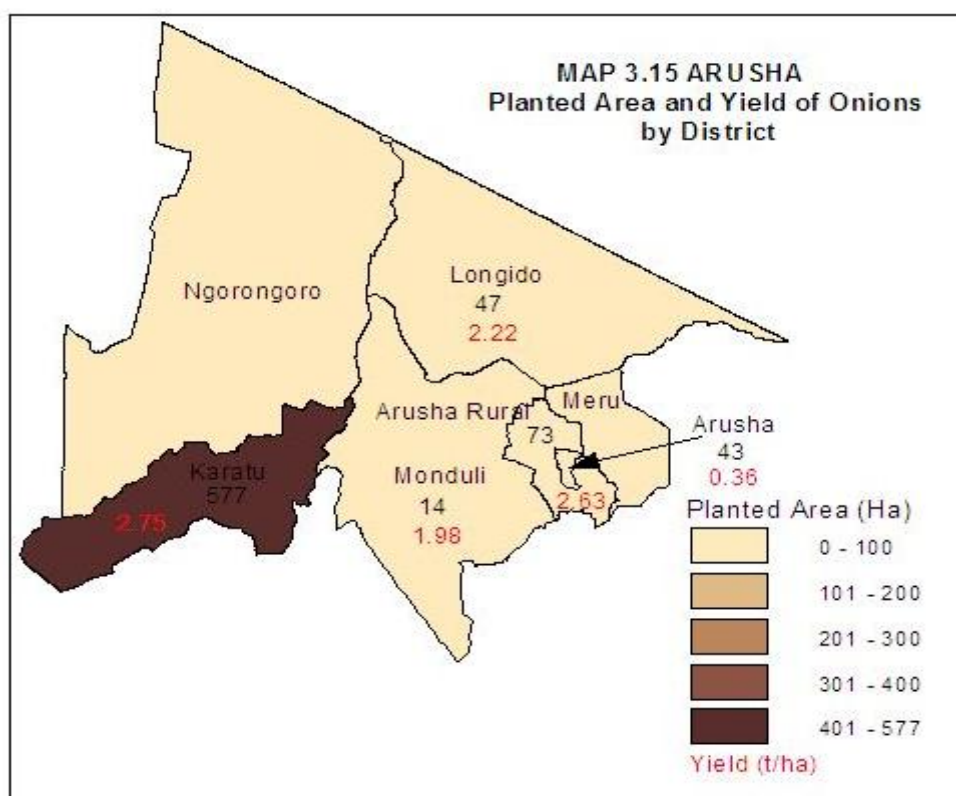 MAP 3.15 ARUSHA
Planted Area and Yield of Onions
by District
Ngorongoro
Longido
47
2.22
Arusha Rural
73
2.63
Meru
Arusha
43
0.36
Monduli
14
1.98
Karatu
577
2.75
Planted Area (Ha)
0 - 100
101 - 200
201 - 300
301 - 400
401 - 577
Yield (t/ha)